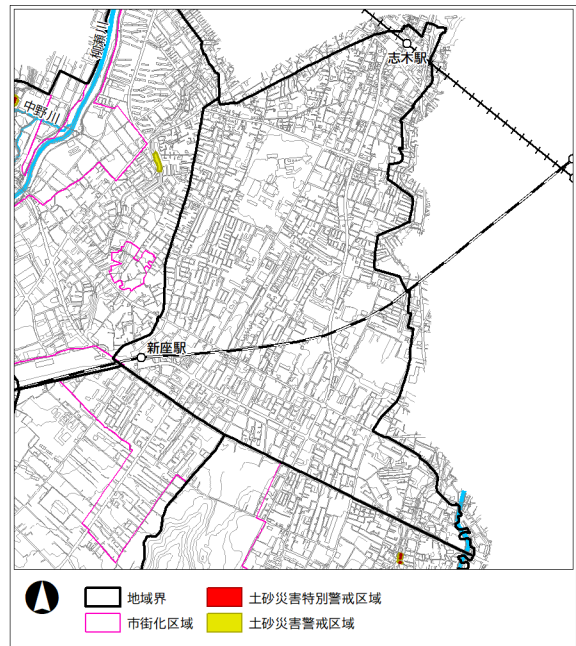 志木駅
柳瀬川
中野川
新座駅
地域界
土砂災害特別警戒区域
市街化区域
土砂災害警戒区域